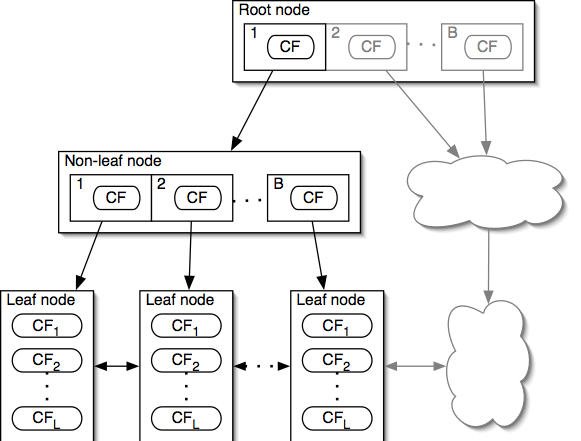 Root node
1 CF 2 CF . . . B CF
Non-leaf node
1 CF 2 CF . . . B CF
Leaf node Leaf node Leaf node
CF1 CF1 CF1
CF2 CF2 . . . CF2
. . .
CFL CFL CFL